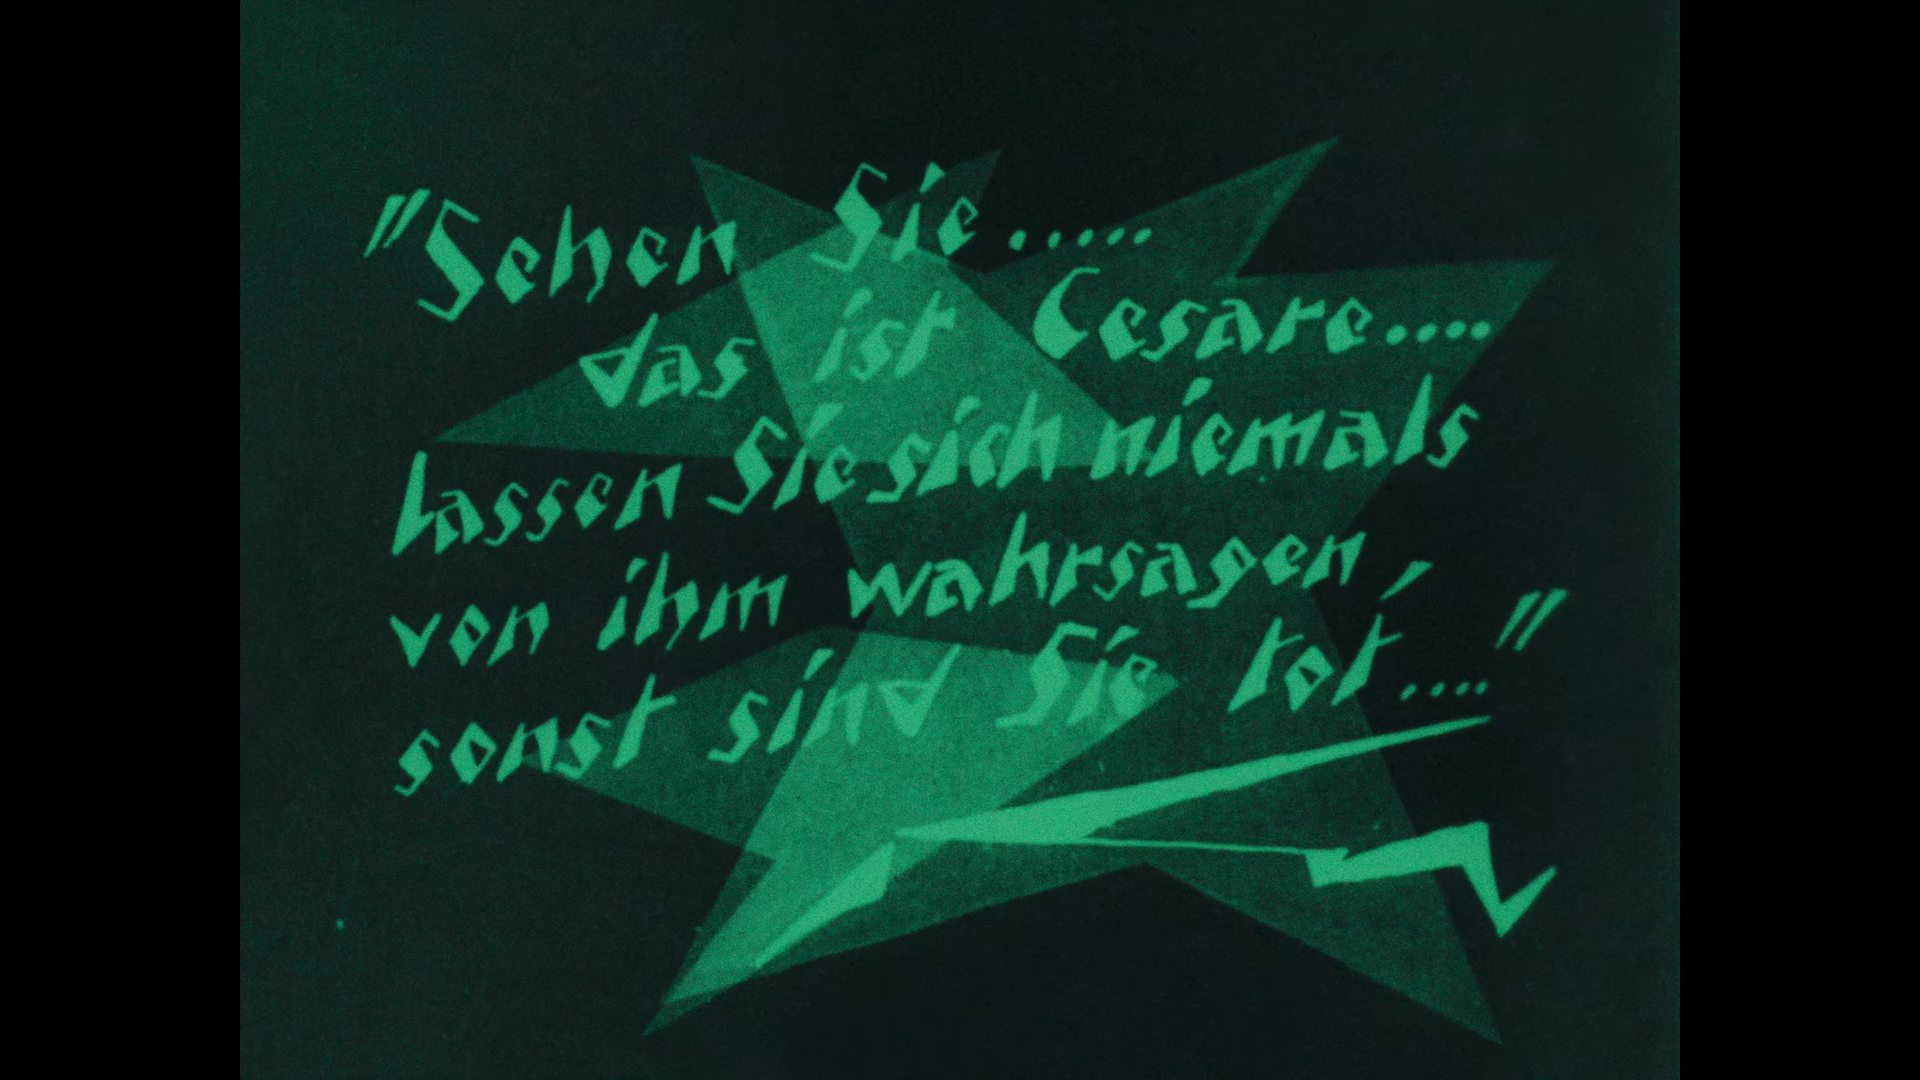 "Sehen Sie.....
das ist Cesare....
lassen Sie sich niemals
von ihm wahrsagen,
sonst sind Sie tot...."